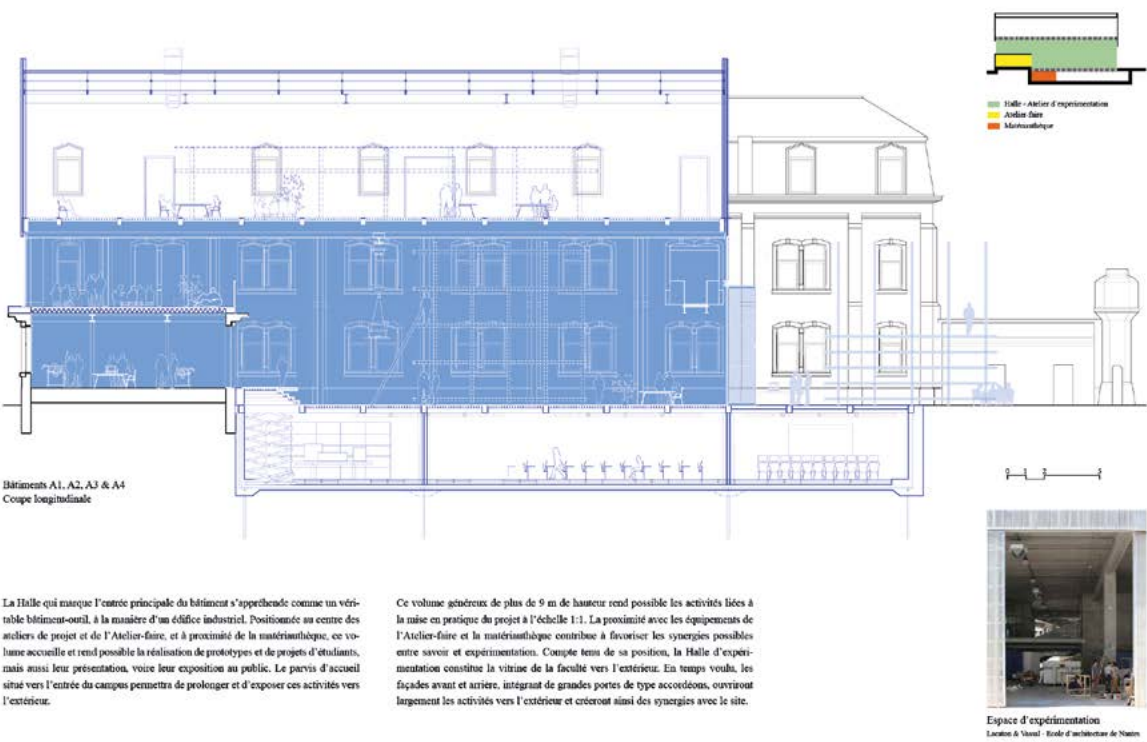 Halle - Atelier d'expérimentation
Atelier-faire
Matériauthèque
Bâtiments A1, A2, A3 & A4
Coupe longitudinale
La Halle qui marque l'entrée principale du bâtiment s'appréhende comme un véri-
table bâtiment-outil, à la manière d'un édifice industriel. Positionnée au centre des
ateliers de projet et de l'Atelier-faire, et à proximité de la matériauthèque, ce vo-
lume accueille et rend possible la réalisation de prototypes et de projets d'étudiants,
mais aussi leur présentation, voire leur exposition au public. Le parvis d'accueil
situé vers l'entrée du campus permettra de prolonger et d'exposer ces activités vers
l'extérieur.
Ce volume généreux de plus de 9 m de hauteur rend possible les activités liées à
la mise en pratique du projet à l'échelle 1:1. La proximité avec les équipements de
l'Atelier-faire et la matériauthèque contribue à favoriser les synergies possibles
entre savoir et expérimentation. Compte tenu de sa position, la Halle d'expéri-
mentation constitue la vitrine de la faculté vers l'extérieur. En temps voulu, les
façades avant et arrière, intégrant de grandes portes de type accordéons, ouvriront
largement les activités vers l'extérieur et créeront ainsi des synergies avec le site.
Espace d'expérimentation
Lacaton & Vassal - Ecole d'architecture de Nantes